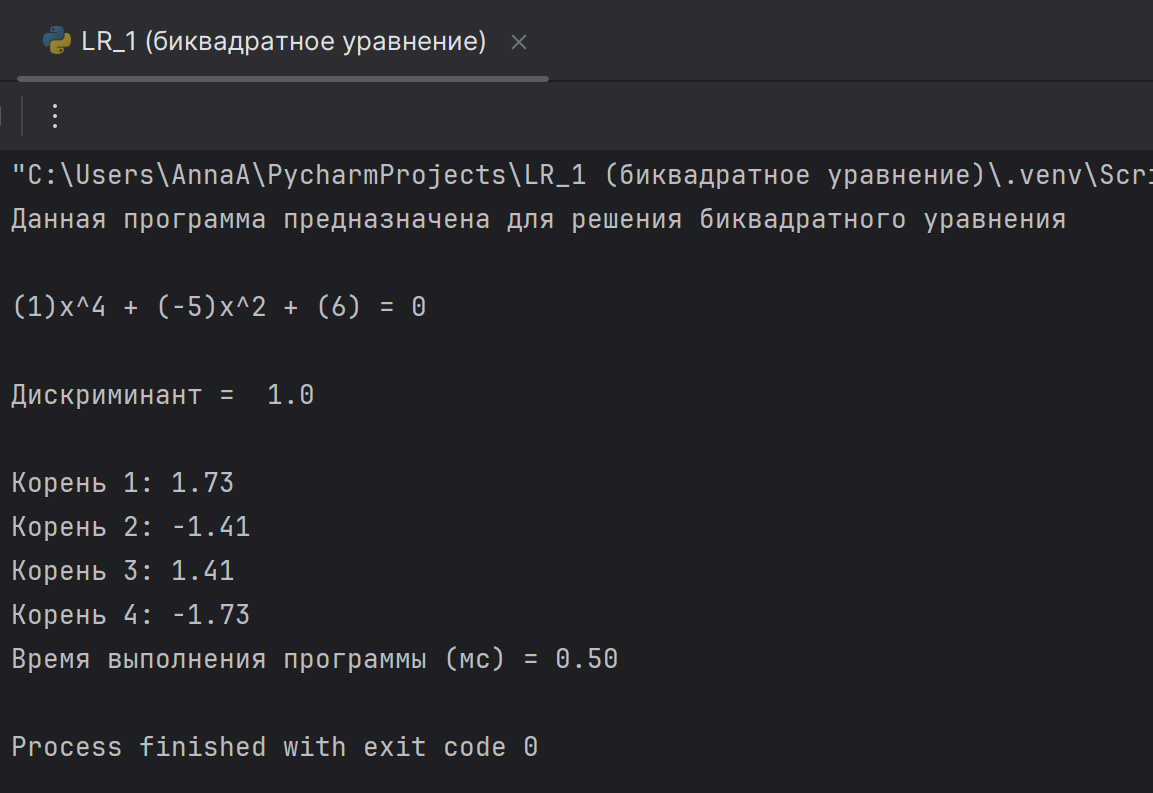 LR_1 (биквадратное уравнение)
"C:\Users\AnnaA\PycharmProjects\LR_1 (биквадратное уравнение)\.venv\Scri
Данная программа предназначена для решения биквадратного уравнения
(1)x^4 + (-5)x^2 + (6) = 0
Дискриминант =  1.0
Корень 1: 1.73
Корень 2: -1.41
Корень 3: 1.41
Корень 4: -1.73
Время выполнения программы (мс) = 0.50
Process finished with exit code 0